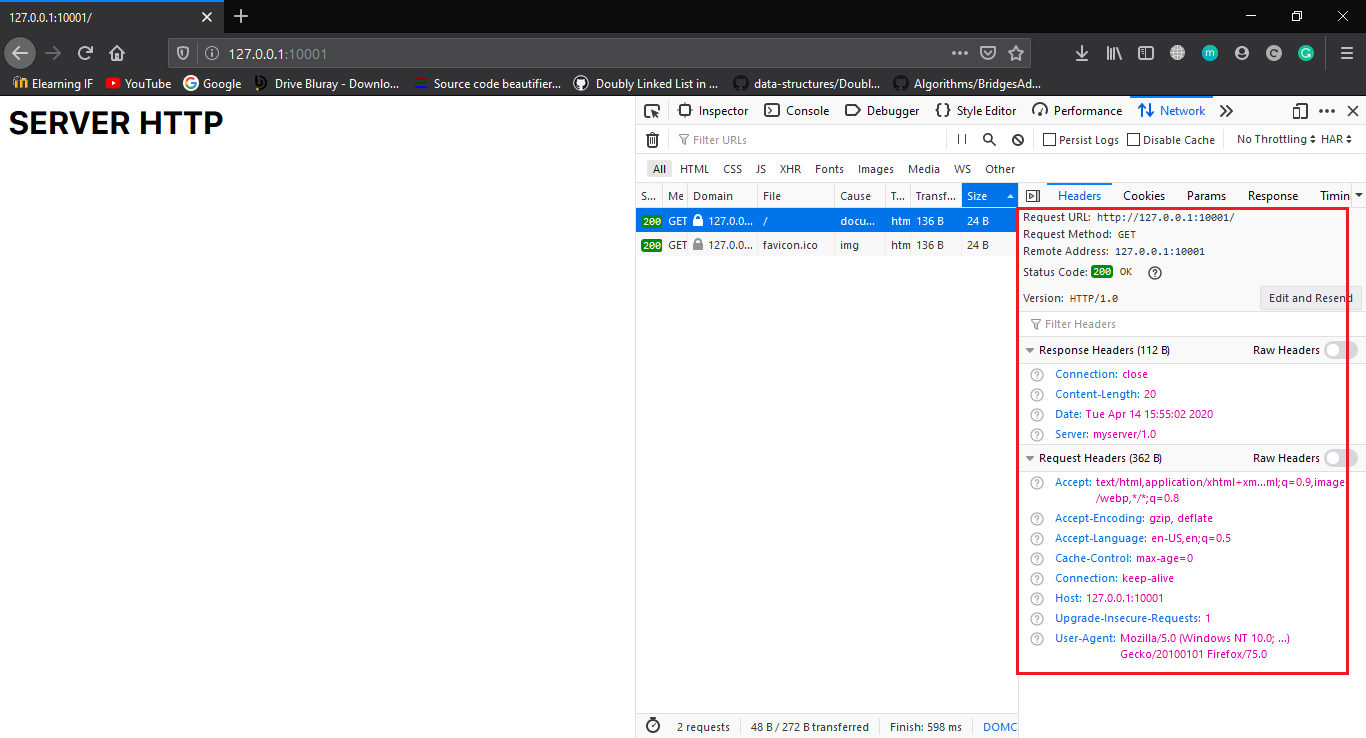 127.0.0.1:10001/
127.0.0.1:10001
Elearning IF YouTube Google Drive Bluray - Downlo... Source code beautifier... Doubly Linked List in ... data-structures/Doubl... Algorithms/BridgesAd...
SERVER HTTP
Inspector Console Debugger Style Editor Performance Network
Filter URLs Persist Logs Disable Cache No Throttling HAR
All HTML CSS JS XHR Fonts Images Media WS Other
S... Me Domain File Cause T... Transf... Size
200 GET 127.0.0... / docu... htm 136 B 24 B
200 GET 127.0.0... favicon.ico img htm 136 B 24 B
Headers Cookies Params Response Timin
Request URL: http://127.0.0.1:10001/
Request Method: GET
Remote Address: 127.0.0.1:10001
Status Code: 200 OK
Version: HTTP/1.0 Edit and Resend
Filter Headers
Response Headers (112 B) Raw Headers
Connection: close
Content-Length: 20
Date: Tue Apr 14 15:55:02 2020
Server: myserver/1.0
Request Headers (362 B) Raw Headers
Accept: text/html,application/xhtml+xm...ml;q=0.9,image
/webp,*/*;q=0.8
Accept-Encoding: gzip, deflate
Accept-Language: en-US,en;q=0.5
Cache-Control: max-age=0
Connection: keep-alive
Host: 127.0.0.1:10001
Upgrade-Insecure-Requests: 1
User-Agent: Mozilla/5.0 (Windows NT 10.0; ...)
Gecko/20100101 Firefox/75.0
2 requests 48 B / 272 B transferred Finish: 598 ms DOMC